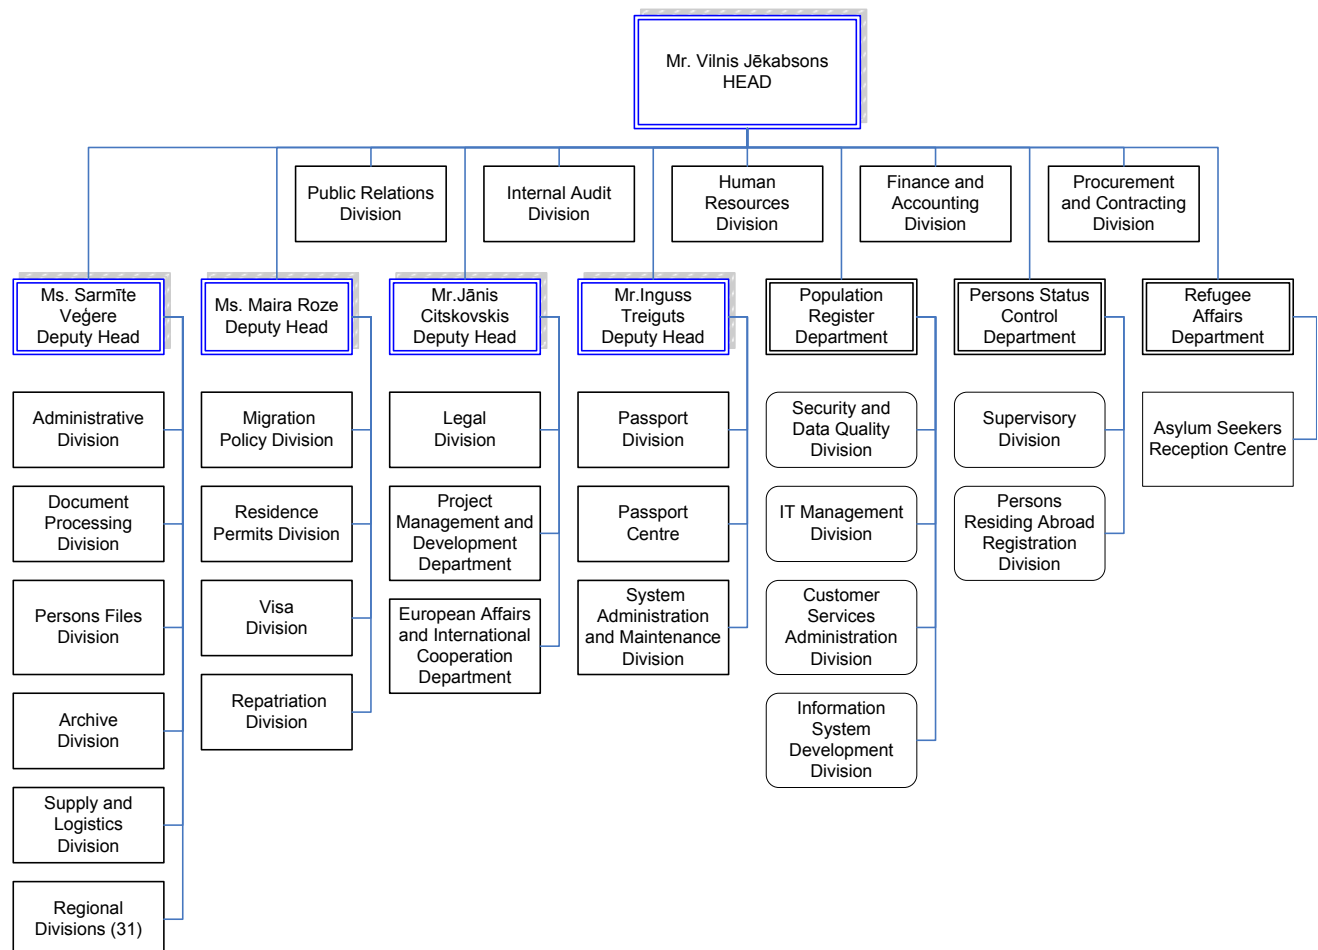 Mr. Vilnis Jēkabsons
HEAD
Public Relations
Division
Internal Audit
Division
Human
Resources
Division
Finance and
Accounting
Division
Procurement
and Contracting
Division
Ms. Sarmīte
Veģere
Deputy Head
Ms. Maira Roze
Deputy Head
Mr.Jānis
Citskovskis
Deputy Head
Mr.Inguss
Treiguts
Deputy Head
Population
Register
Department
Persons Status
Control
Department
Refugee
Affairs
Department
Administrative
Division
Document
Processing
Division
Persons Files
Division
Archive
Division
Supply and
Logistics
Division
Regional
Divisions (31)
Migration
Policy Division
Residence
Permits Division
Visa
Division
Repatriation
Division
Legal
Division
Project
Management and
Development
Department
European Affairs
and International
Cooperation
Department
Passport
Division
Passport
Centre
System
Administration
and Maintenance
Division
Security and
Data Quality
Division
IT Management
Division
Customer
Services
Administration
Division
Information
System
Development
Division
Supervisory
Division
Persons
Residing Abroad
Registration
Division
Asylum Seekers
Reception Centre